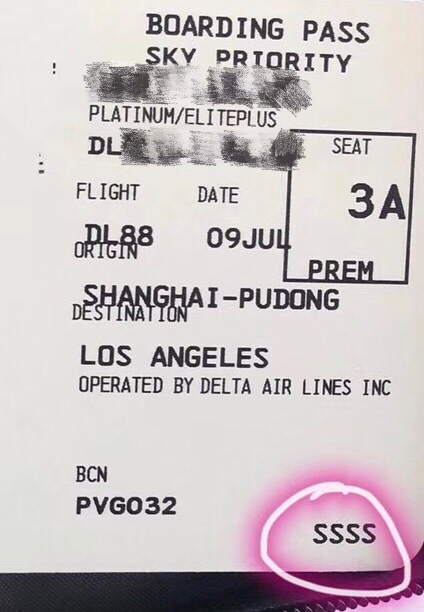 BOARDING PASS
SKY PRIORITY
PLATINUM/ELITEPLUS
DL
SEAT
3A
FLIGHT DATE
DL88 09JUL
ORIGIN
PREM
SHANGHAI-PUDONG
DESTINATION
LOS ANGELES
OPERATED BY DELTA AIR LINES INC
BCN
PVG032
SSSS